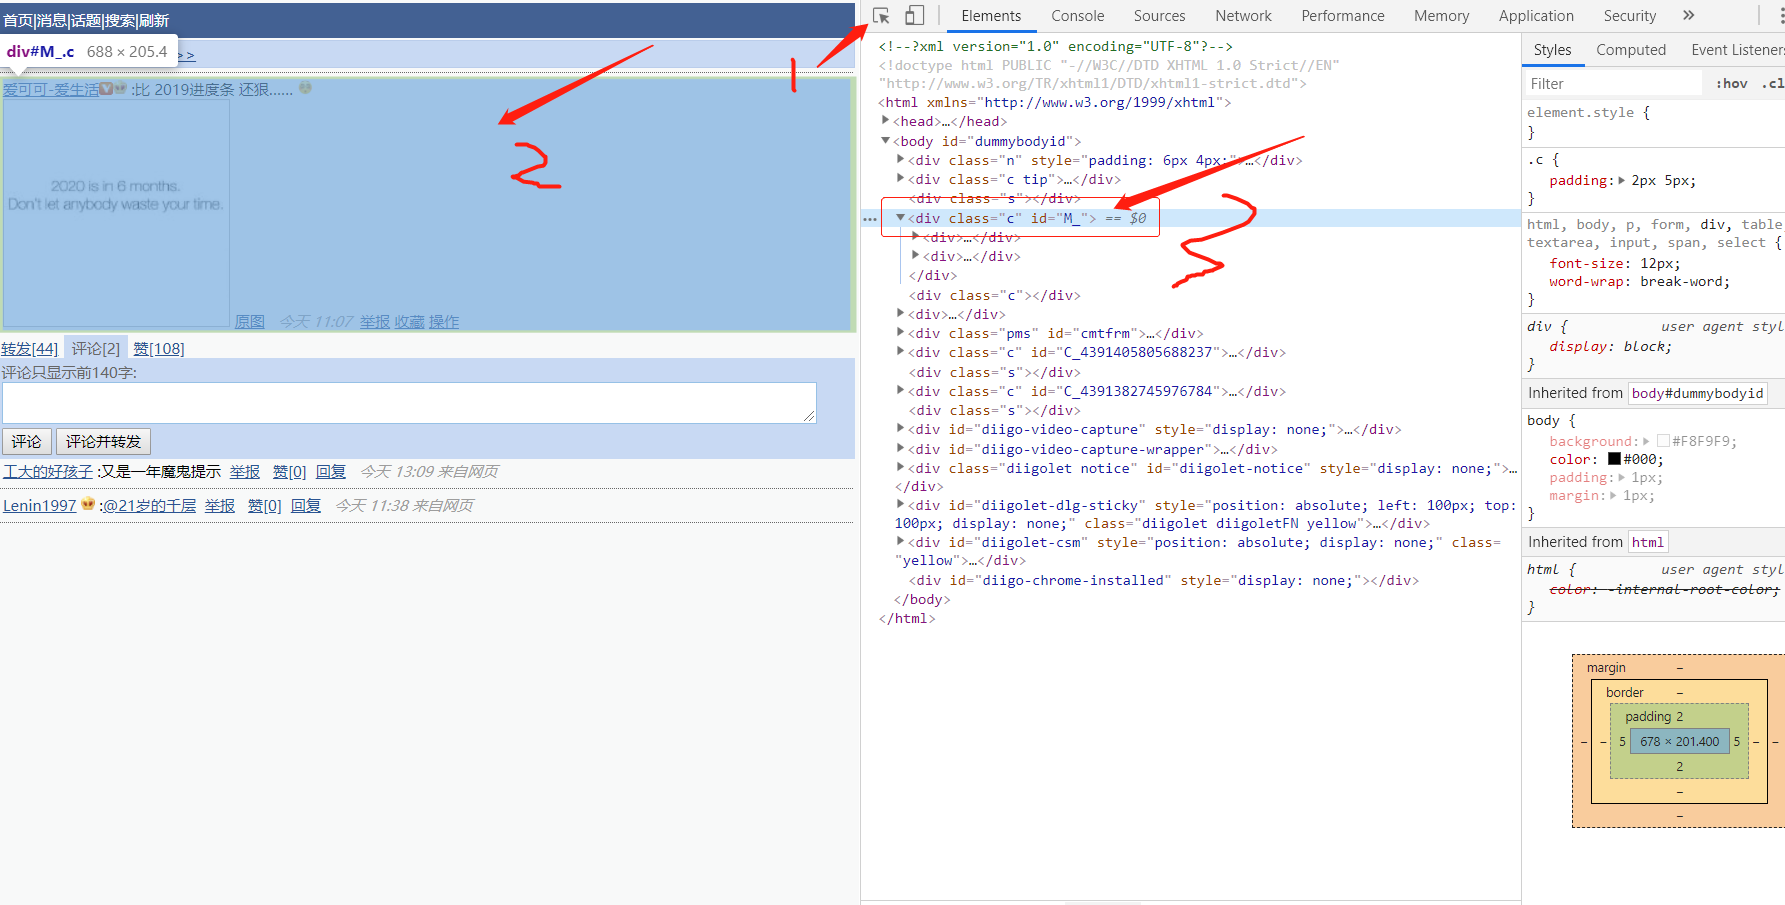 首页|消息|话题|搜索|刷新
div#M_.c 688 × 205.4
>>
爱可可-爱生活 :比 2019进度条 还狠......
2020 is in 6 months.
Don't let anybody waste your time.
原图 今天 11:07 举报 收藏 操作
转发[44] 评论[2] 赞[108]
评论只显示前140字:
评论 评论并转发
工大的好孩子 :又是一年魔鬼提示 举报 赞[0] 回复 今天 13:09 来自网页
Lenin1997 :@21岁的千层 举报 赞[0] 回复 今天 11:38 来自网页
1
2
3
Elements Console Sources Network Performance Memory Application Security »
<!--?xml version="1.0" encoding="UTF-8"?-->
<!doctype html PUBLIC "-//W3C//DTD XHTML 1.0 Strict//EN"
"http://www.w3.org/TR/xhtml1/DTD/xhtml1-strict.dtd">
<html xmlns="http://www.w3.org/1999/xhtml">
<head>…</head>
<body id="dummybodyid">
<div class="n" style="padding: 6px 4px;">…</div>
<div class="c tip">…</div>
<div class="s"></div>
… <div class="c" id="M_"> == $0
<div>…</div>
<div>…</div>
</div>
<div class="c"></div>
<div>…</div>
<div class="pms" id="cmtfrm">…</div>
<div class="c" id="C_4391405805688237">…</div>
<div class="s"></div>
<div class="c" id="C_4391382745976784">…</div>
<div class="s"></div>
<div id="diigo-video-capture" style="display: none;">…</div>
<div id="diigo-video-capture-wrapper">…</div>
<div class="diigolet notice" id="diigolet-notice" style="display: none;">…
</div>
<div id="diigolet-dlg-sticky" style="position: absolute; left: 100px; top:
100px; display: none;" class="diigolet diigoletFN yellow">…</div>
<div id="diigolet-csm" style="position: absolute; display: none;" class=
"yellow">…</div>
<div id="diigo-chrome-installed" style="display: none;"></div>
</body>
</html>
Styles Computed Event Listeners
Filter :hov .cl
element.style {
}
.c {
padding: 2px 5px;
}
html, body, p, form, div, table,
textarea, input, span, select {
font-size: 12px;
word-wrap: break-word;
}
div { user agent styl
display: block;
}
Inherited from body#dummybodyid
body {
background: #F8F9F9;
color: #000;
padding: 1px;
margin: 1px;
}
Inherited from html
html { user agent styl
color: -internal-root-color;
}
margin –
border –
padding 2
– – 5 678 × 201.400 5 – –
2
–
–